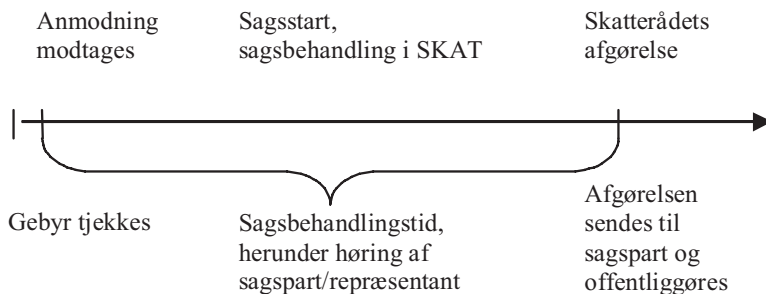 Anmodning
modtages
Sagsstart,
sagsbehandling i SKAT
Skatterådets
afgørelse
Gebyr tjekkes
Sagsbehandlingstid,
herunder høring af
sagspart/repræsentant
Afgørelsen
sendes til
sagspart og
offentliggøres